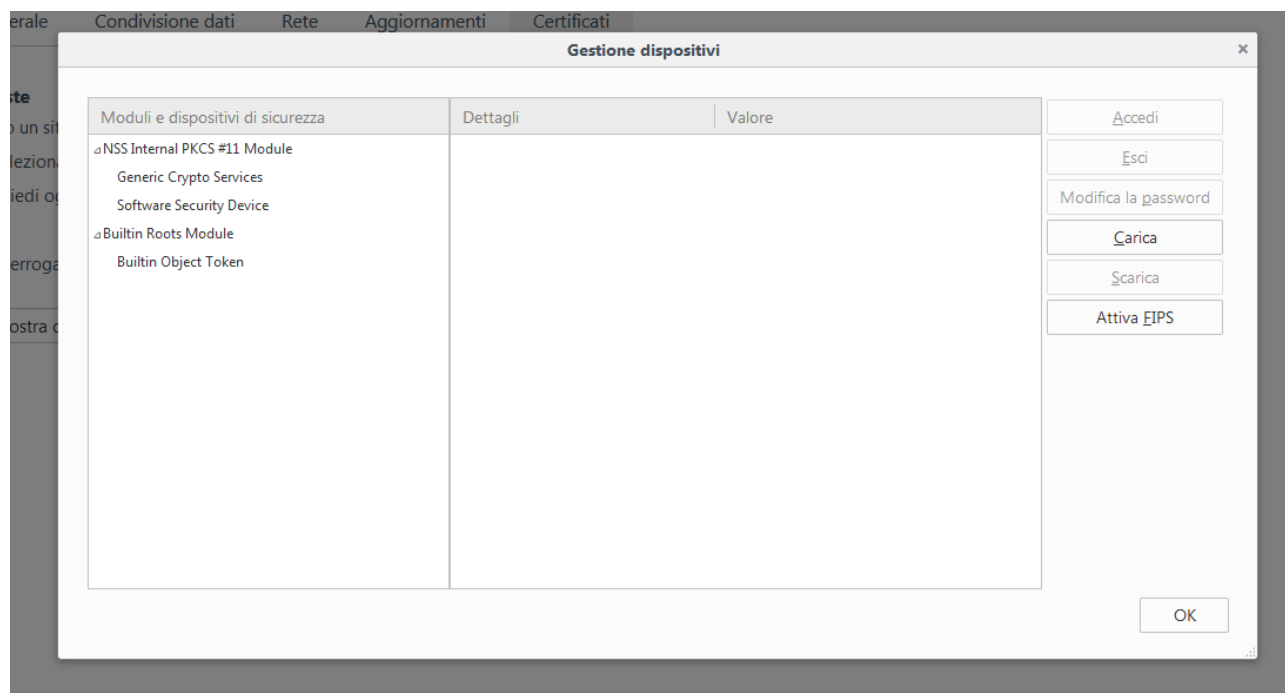 erale Condivisione dati Rete Aggiornamenti Certificati
Gestione dispositivi ×
ste
o un sit
lezion
iedi og
erroga
ostra c
Moduli e dispositivi di sicurezza Dettagli Valore
NSS Internal PKCS #11 Module
Generic Crypto Services
Software Security Device
Builtin Roots Module
Builtin Object Token
Accedi
Esci
Modifica la password
Carica
Scarica
Attiva FIPS
OK